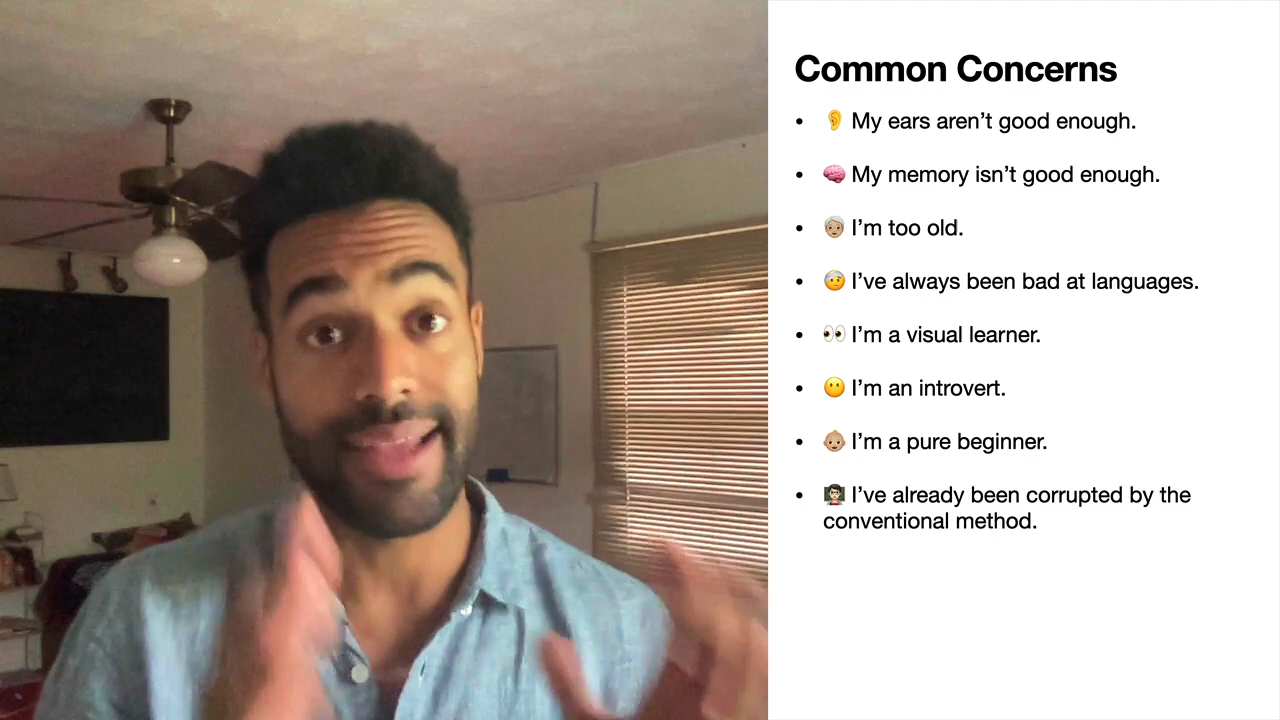 Common Concerns
• 👂 My ears aren’t good enough.
• 🧠 My memory isn’t good enough.
• 👵🏼 I’m too old.
• 🤕 I’ve always been bad at languages.
• 👀 I’m a visual learner.
• 😶 I’m an introvert.
• 👶🏼 I’m a pure beginner.
• 👨🏻‍🏫 I’ve already been corrupted by the
conventional method.